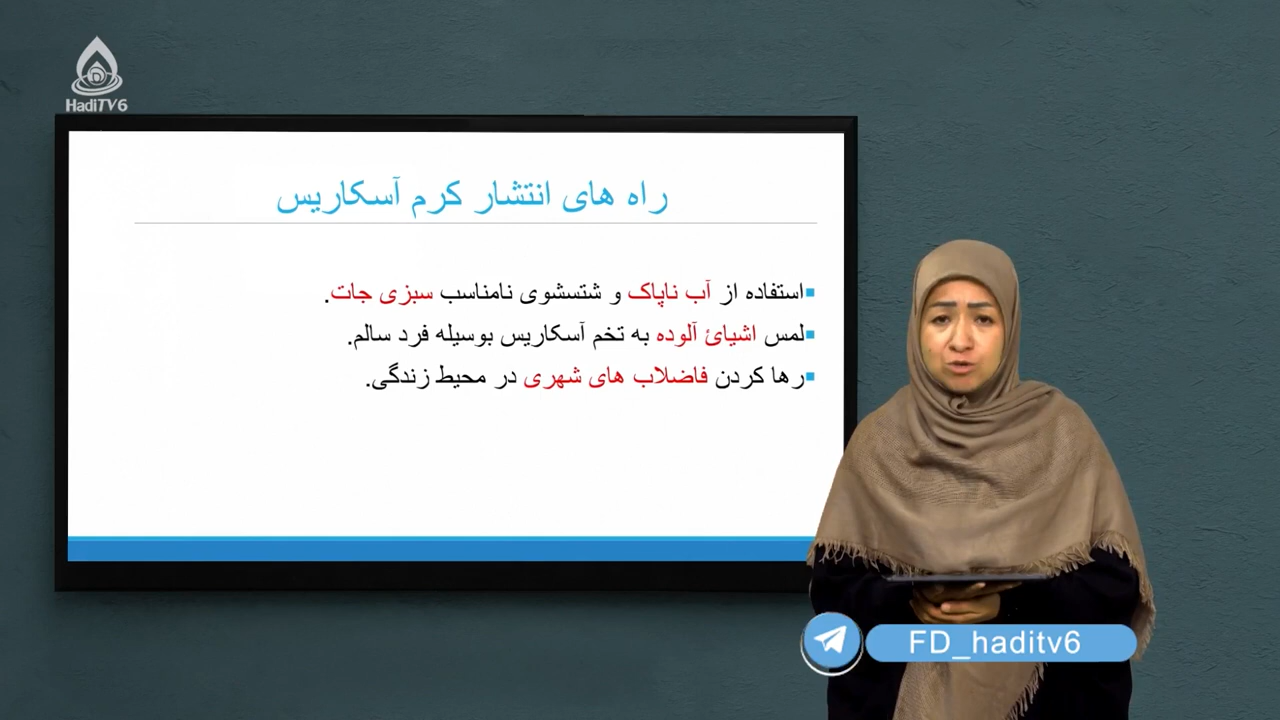 HadiTV6
راه های انتشار کرم آسکاریس
استفاده از آب ناپاک و شتسشوی نامناسب سبزی جات.
لمس اشیائ آلوده به تخم آسکاریس بوسیله فرد سالم.
رها کردن فاضلاب های شهری در محیط زندگی.
FD_haditv6